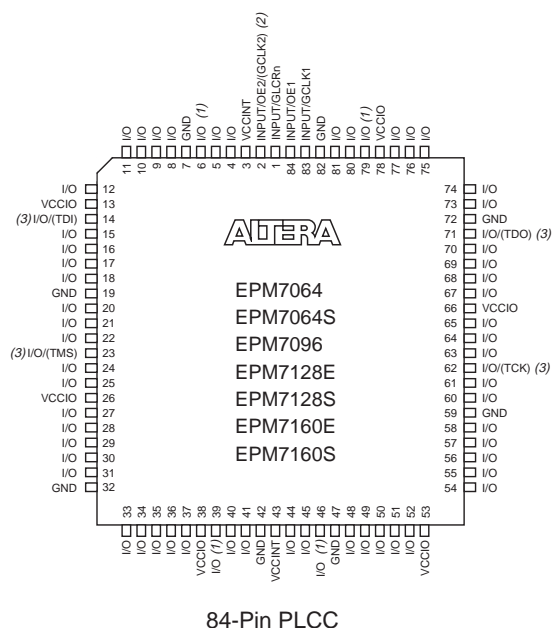 I/O
I/O
I/O
I/O
GND
I/O (1)
I/O
I/O
VCCINT
INPUT/OE2/(GCLK2) (2)
INPUT/GLCRn
INPUT/OE1
INPUT/GCLK1
GND
I/O
I/O
I/O (1)
VCCIO
I/O
I/O
I/O
11 10 9 8 7 6 5 4 3 2 1 84 83 82 81 80 79 78 77 76 75
I/O 12
VCCIO 13
(3) I/O/(TDI) 14
I/O 15
I/O 16
I/O 17
I/O 18
GND 19
I/O 20
I/O 21
I/O 22
(3) I/O/(TMS) 23
I/O 24
I/O 25
VCCIO 26
I/O 27
I/O 28
I/O 29
I/O 30
I/O 31
GND 32
ALTERA
EPM7064
EPM7064S
EPM7096
EPM7128E
EPM7128S
EPM7160E
EPM7160S
74 I/O
73 I/O
72 GND
71 I/O/(TDO) (3)
70 I/O
69 I/O
68 I/O
67 I/O
66 VCCIO
65 I/O
64 I/O
63 I/O
62 I/O/(TCK) (3)
61 I/O
60 I/O
59 GND
58 I/O
57 I/O
56 I/O
55 I/O
54 I/O
33 34 35 36 37 38 39 40 41 42 43 44 45 46 47 48 49 50 51 52 53
I/O
I/O
I/O
I/O
I/O
VCCIO
I/O (1)
I/O
I/O
GND
VCCINT
I/O
I/O
I/O (1)
GND
I/O
I/O
I/O
I/O
I/O
VCCIO
84-Pin PLCC